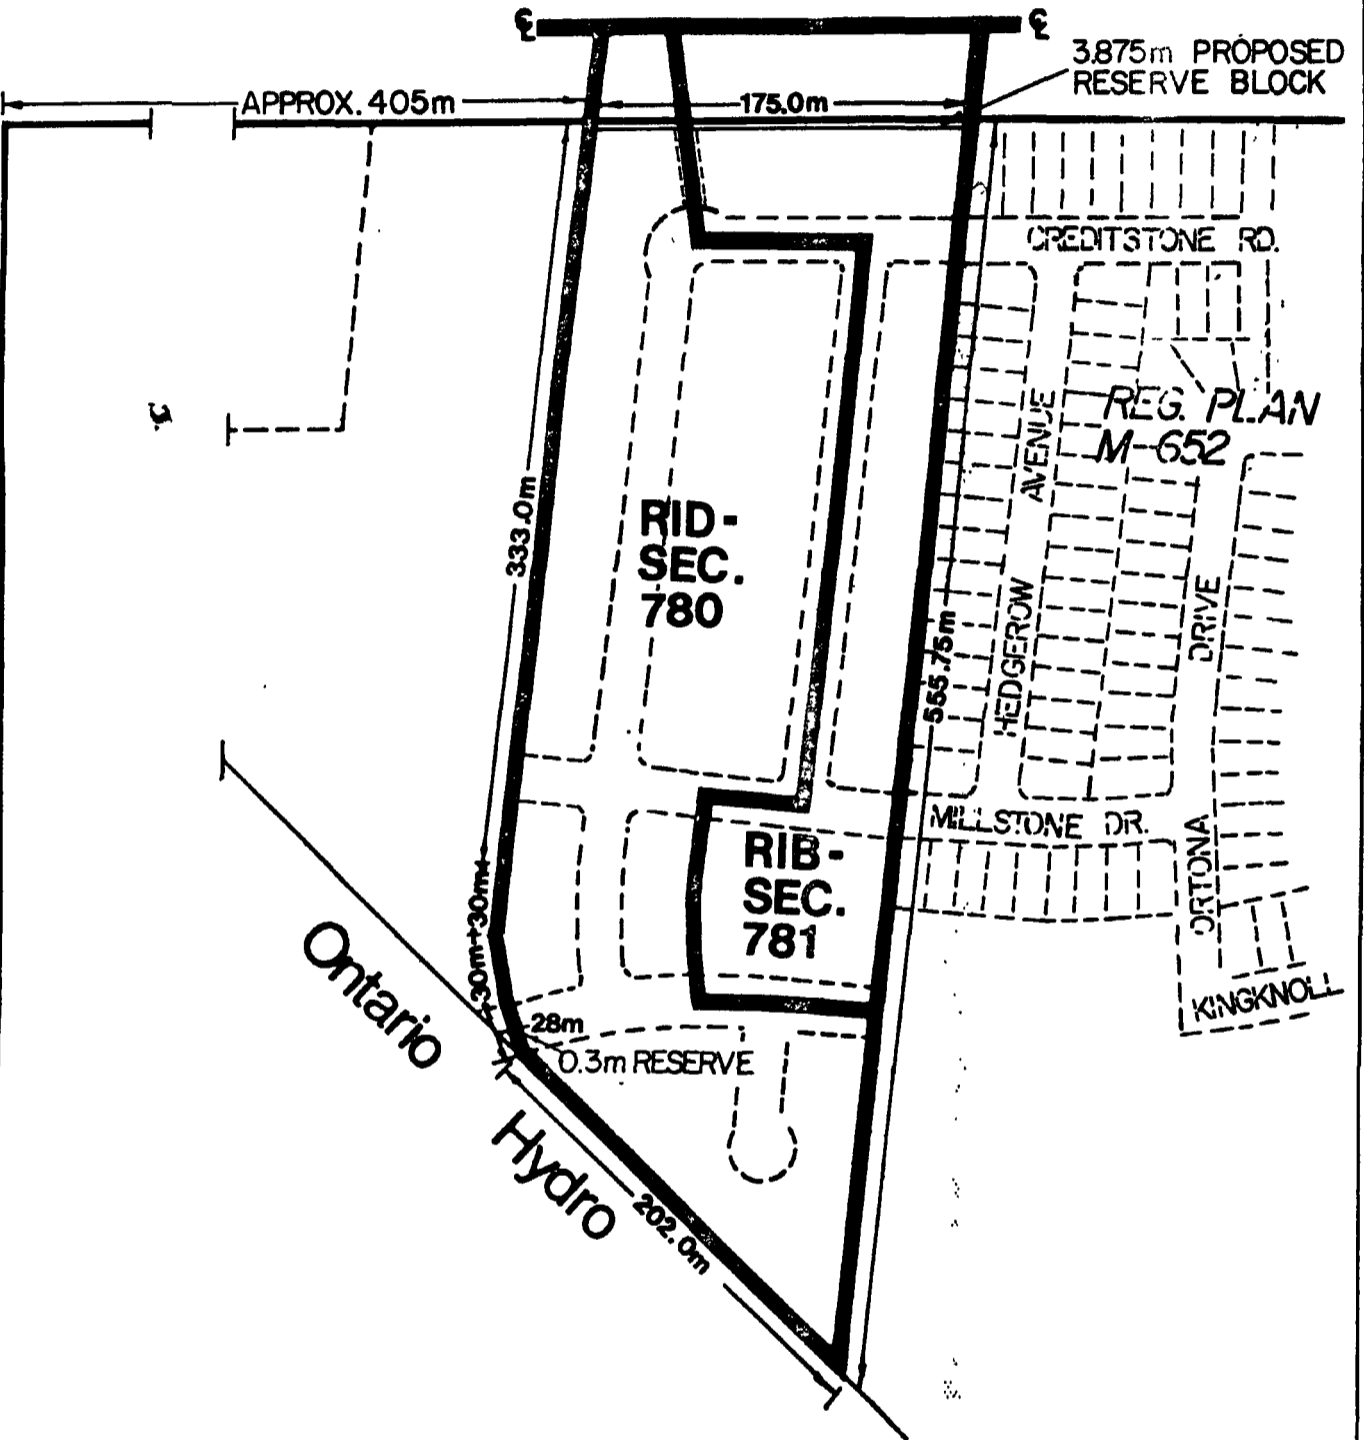 ℄ ℄
3.875m PROPOSED
RESERVE BLOCK
APPROX. 405m
175.0m
CREDITSTONE RD.
REG. PLAN
M-652
AVENUE
HEDGEROW
333.0m
RID-
SEC.
780
DRIVE
555.75m
MILLSTONE DR.
RIB-
SEC.
781
ORTONA
30m+30m
KINGKNOLL
28m
0.3m RESERVE
Ontario
Hydro
202.0m